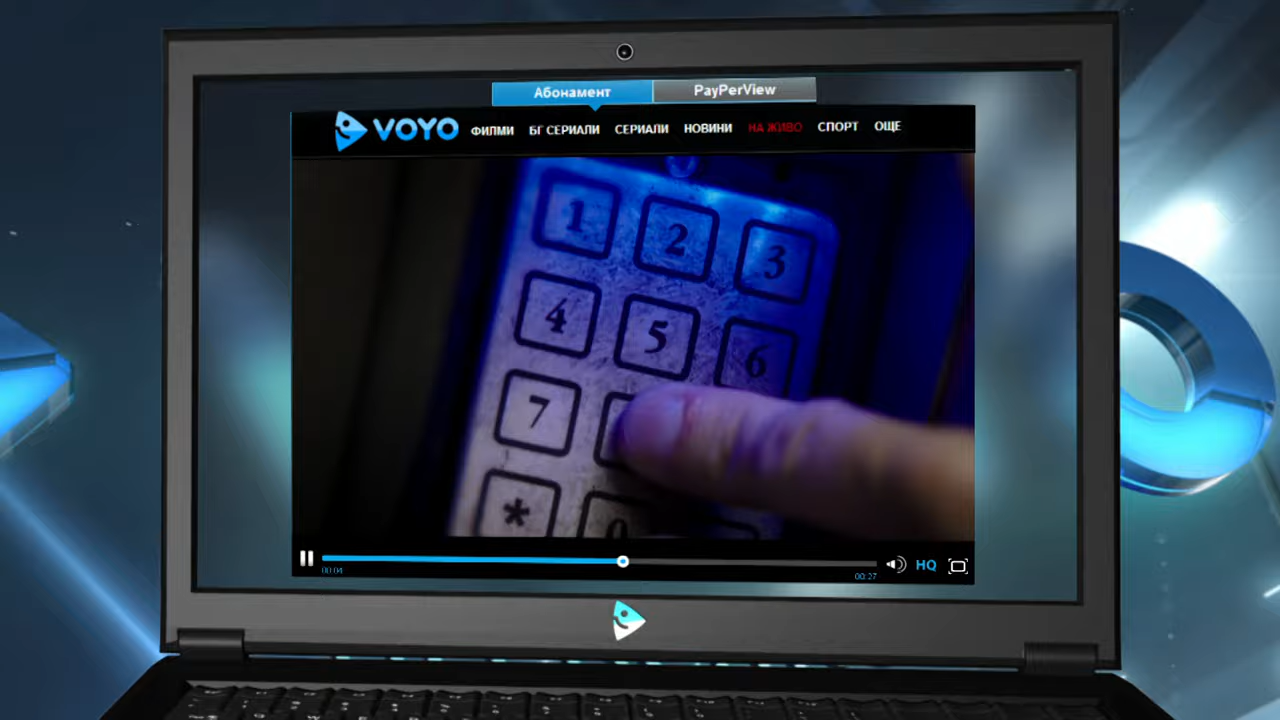 Абонамент PayPerView
VOYO ФИЛМИ БГ СЕРИАЛИ СЕРИАЛИ НОВИНИ НА ЖИВО СПОРТ ОЩЕ
1 2 3
4 5 6
7
* 0
00:04 00:27 HQ